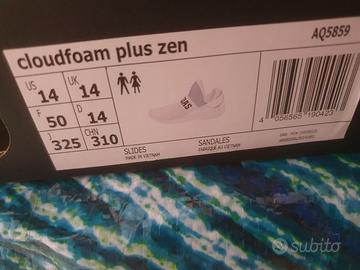 cloudfoam plus zen
AQ5859
US
14
UK
14
F
50
D
14
J
325
CHN
310
SLIDES
MADE IN VIETNAM
SANDALES
FABRIQUÉ AU VIETNAM
4 056565 190423
subito